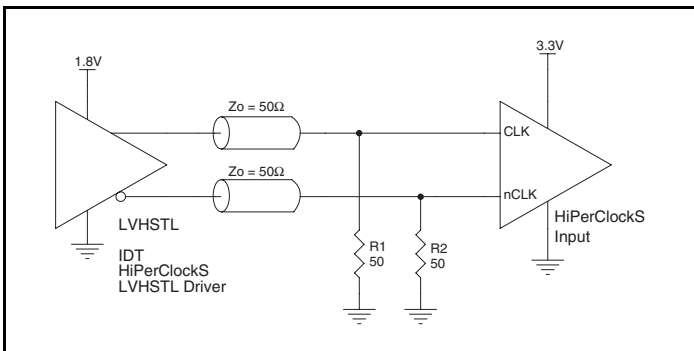 1.8V
3.3V
Zo = 50Ω
CLK
Zo = 50Ω
nCLK
LVHSTL
IDT
HiPerClockS
LVHSTL Driver
R1
50
R2
50
HiPerClockS
Input